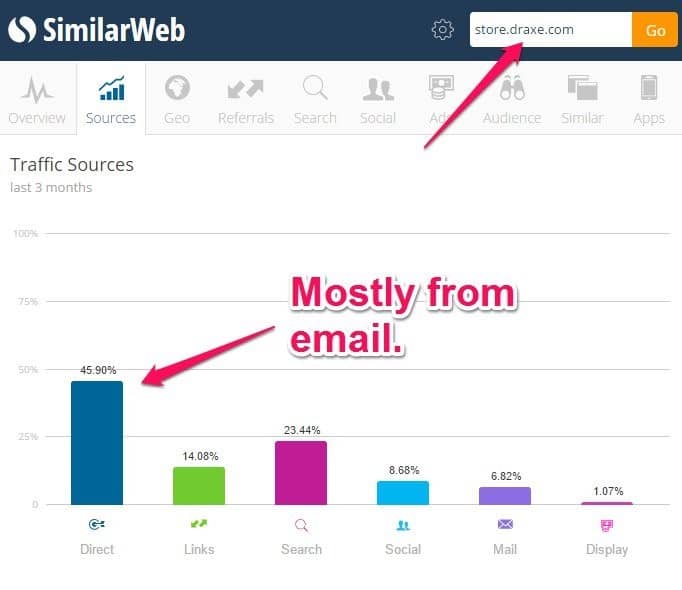 SimilarWeb
store.draxe.com
Go
Overview
Sources
Geo
Referrals
Search
Social
Ad
Audience
Similar
Apps
Traffic Sources
last 3 months
100%
75%
50%
25%
0
Mostly from
email.
45.90%
14.08%
23.44%
8.68%
6.82%
1.07%
Direct
Links
Search
Social
Mail
Display